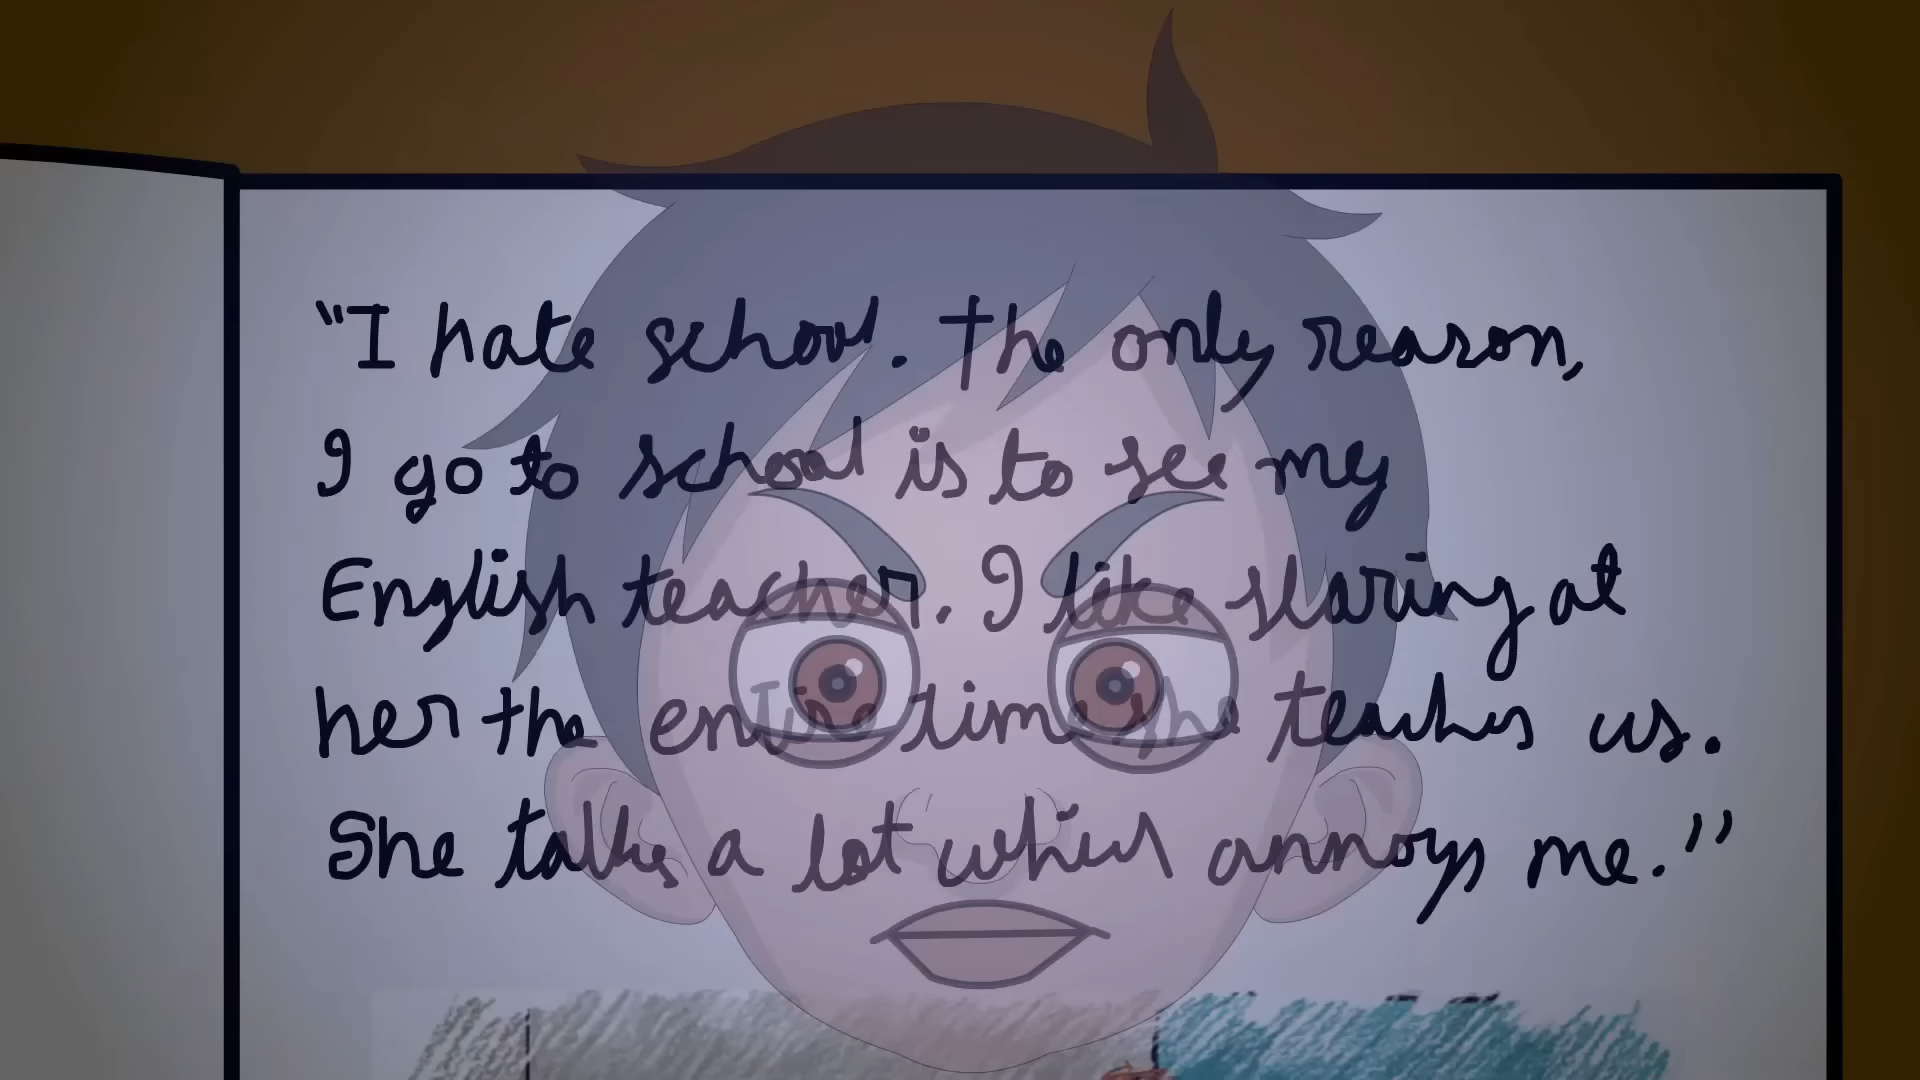 "I hate school. The only reason,
I go to school is to see my
English teacher. I like staring at
her the entire time she teaches us.
She talks a lot which annoys me."